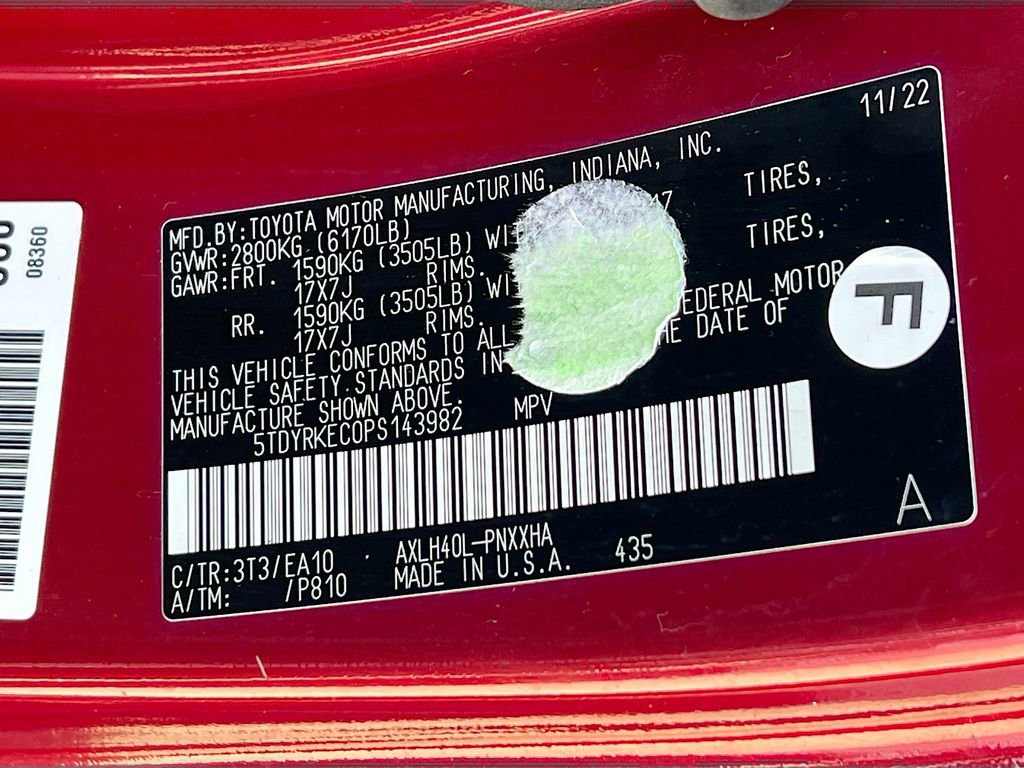 11/22
MFD.BY:TOYOTA MOTOR MANUFACTURING, INDIANA, INC.
GVWR:2800KG (6170LB)
GAWR:FRT. 1590KG (3505LB) 17 TIRES,
17X7J RIMS.
RR. 1590KG (3505LB) TIRES,
17X7J RIMS.
THIS VEHICLE CONFORMS TO ALL MOTOR
VEHICLE SAFETY STANDARDS IN DATE OF
MANUFACTURE SHOWN ABOVE.
5TDYRKEC0PS143982 MPV
C/TR:3T3/EA10 AXLH40L-PNXXHA
A/TM: /P810 MADE IN U.S.A. 435
A
F
08360